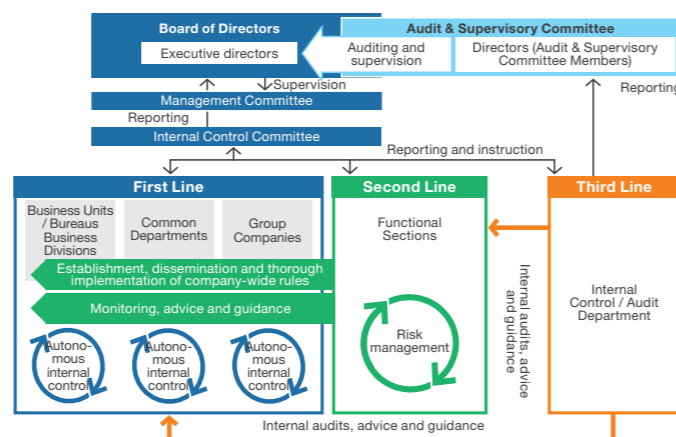 Board of Directors
Executive directors
Audit & Supervisory Committee
Auditing and
supervision
Directors (Audit & Supervisory
Committee Members)
Supervision
Reporting
Management Committee
Reporting
Internal Control Committee
Reporting and instruction
First Line
Business Units
/ Bureaus
Business
Divisions
Common
Departments
Group
Companies
Establishment, dissemination and thorough
implementation of company-wide rules
Monitoring, advice and guidance
Autono-
mous
internal
control
Autono-
mous
internal
control
Autono-
mous
internal
control
Second Line
Functional
Sections
Risk
management
Internal audits, advice
and guidance
Third Line
Internal
Control / Audit
Department
Internal audits, advice and guidance